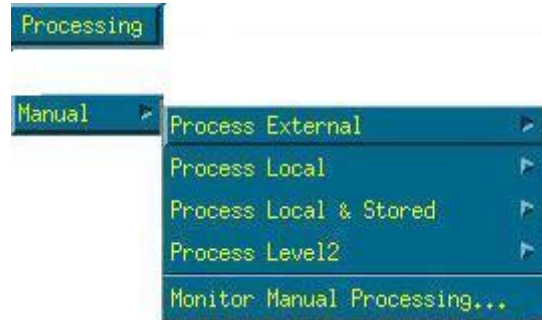 Processing
Manual
Process External
Process Local
Process Local & Stored
Process Level2
Monitor Manual Processing...